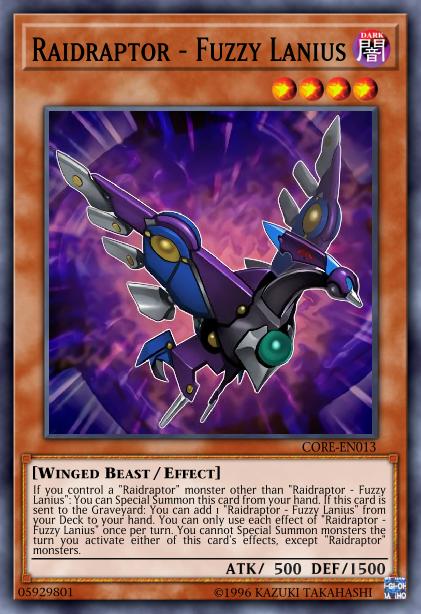 Raidraptor - Fuzzy Lanius
DARK
闇
CORE-EN013
[Winged Beast / Effect]
If you control a "Raidraptor" monster other than "Raidraptor - Fuzzy
Lanius": You can Special Summon this card from your hand. If this card is
sent to the Graveyard: You can add 1 "Raidraptor - Fuzzy Lanius" from
your Deck to your hand. You can only use each effect of "Raidraptor -
Fuzzy Lanius" once per turn. You cannot Special Summon monsters the
turn you activate either of this card's effects, except "Raidraptor"
monsters.
ATK/ 500 DEF/1500
05929801
©1996 KAZUKI TAKAHASHI